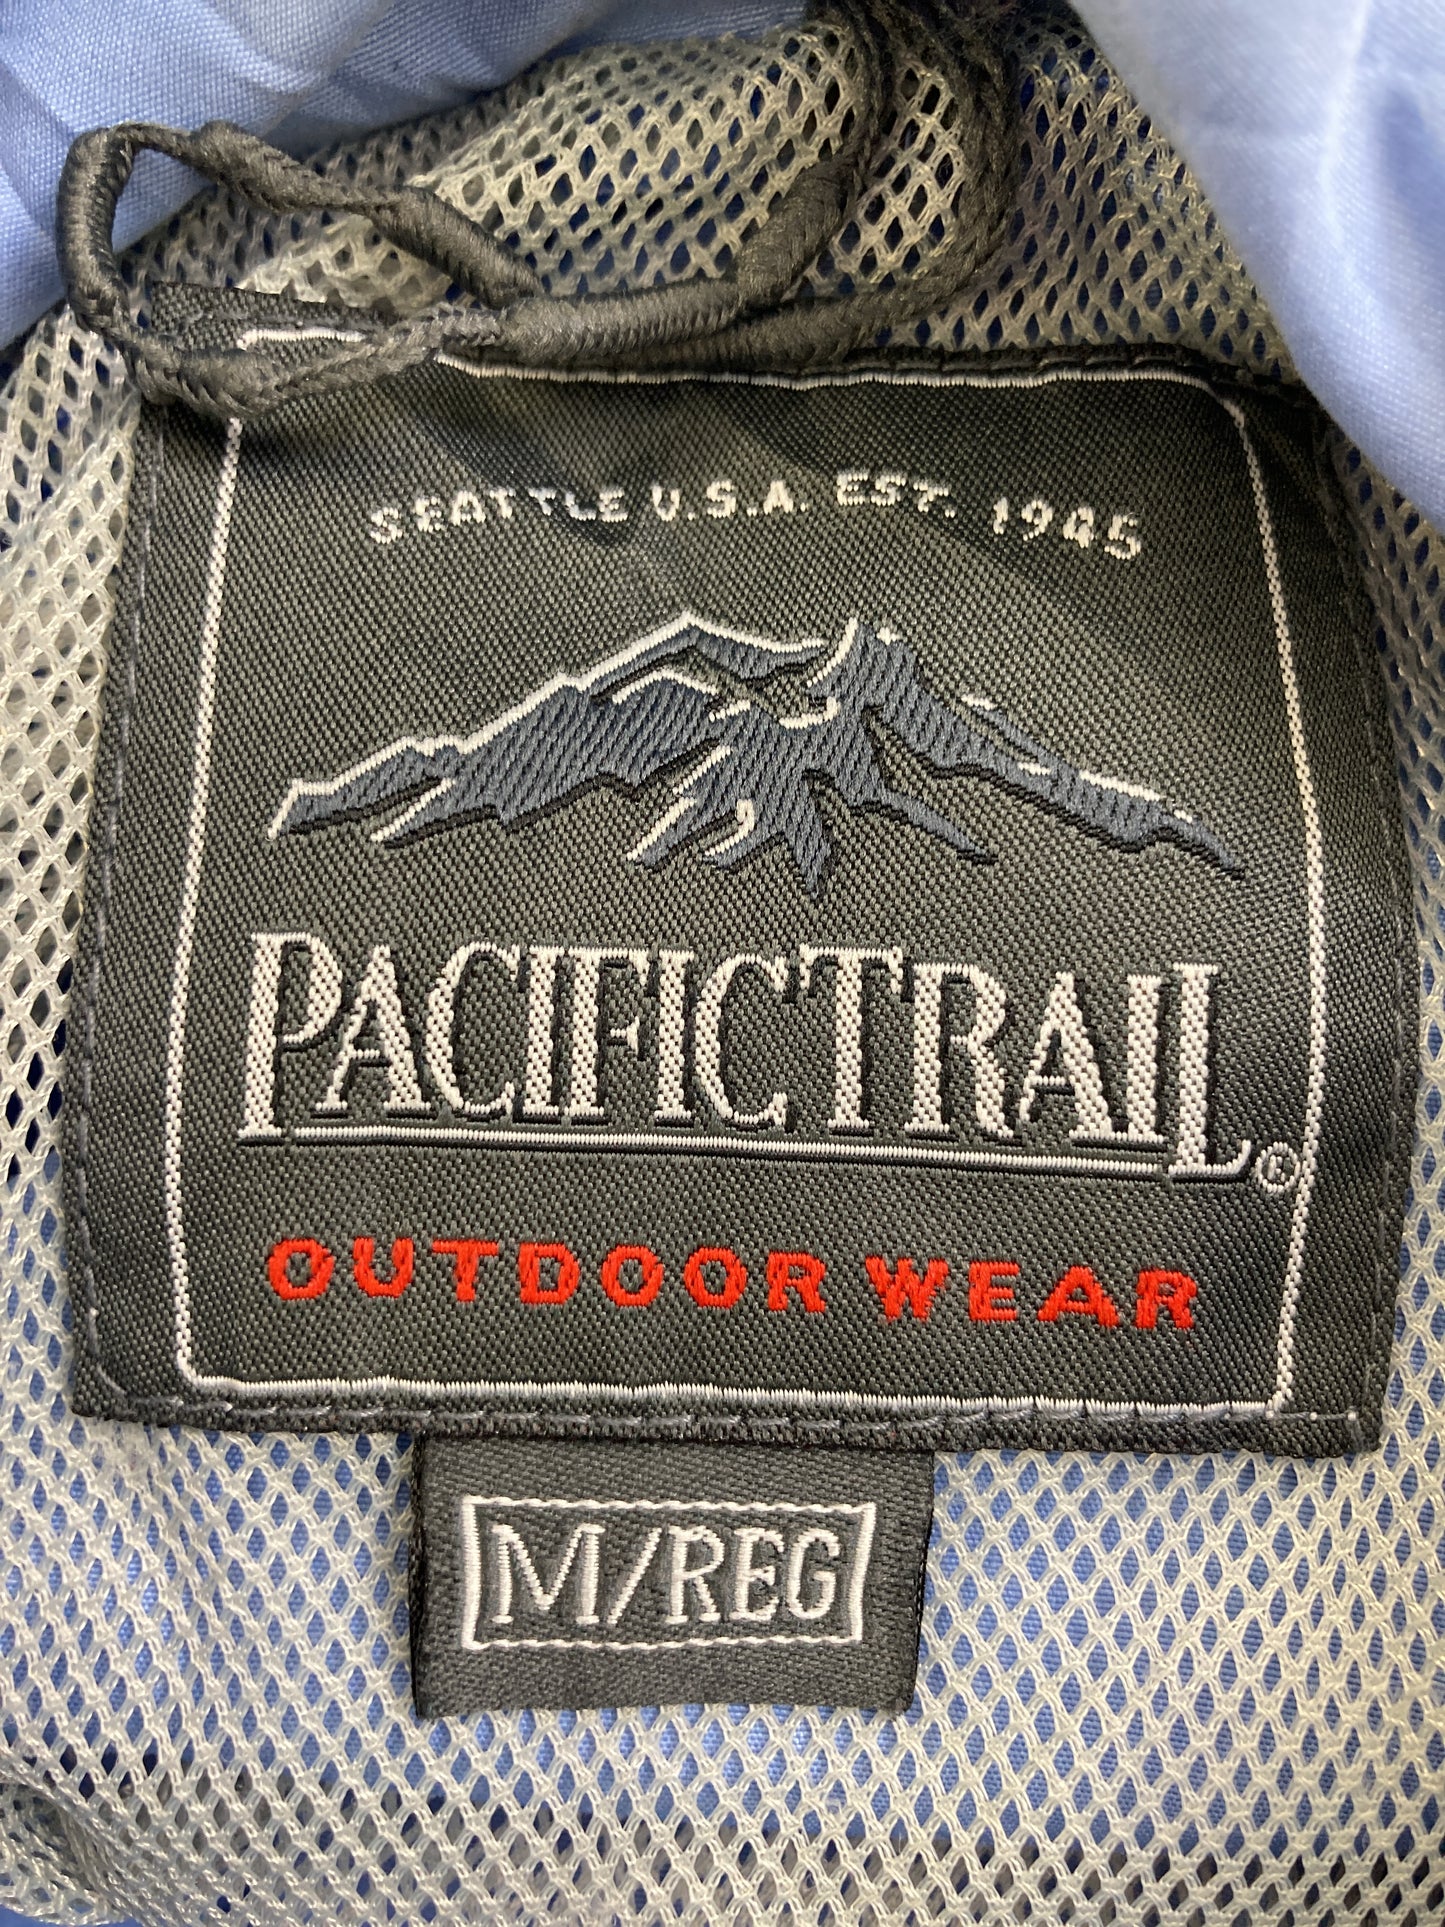 SEATTLE U.S.A. EST. 1945
PACIFICTRAIL©
OUTDOOR WEAR
M/REG